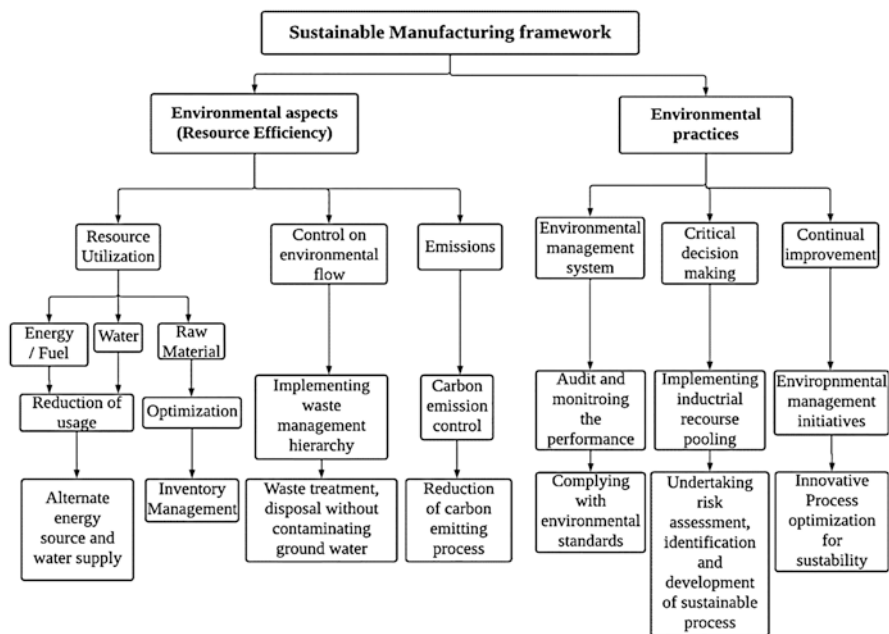 Sustainable Manufacturing framework
Environmental aspects
(Resource Efficiency)
Environmental
practices
Resource
Utilization
Control on
environmental
flow
Emissions
Environmental
management
system
Critical
decision
making
Continual
improvement
Energy
/ Fuel
Water
Raw
Material
Reduction of
usage
Optimization
Implementing
waste
management
hierarchy
Carbon
emission
control
Audit and
monitroing
the
performance
Implementing
inductrial
recourse
pooling
Enviropnmental
management
initiatives
Alternate
energy
source and
water supply
Inventory
Management
Waste treatment,
disposal without
contaminating
ground water
Reduction
of carbon
emitting
process
Complying
with
environmental
standards
Undertaking
risk
assessment,
identification
and
development
of sustainable
process
Innovative
Process
optimization
for
sustability